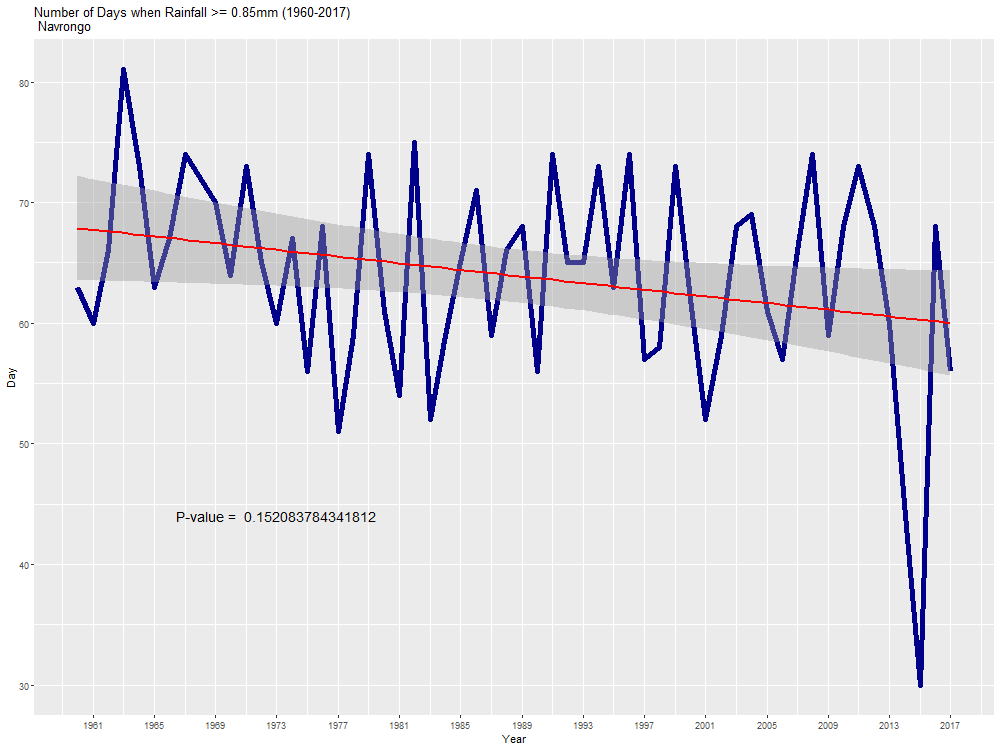 Number of Days when Rainfall >= 0.85mm (1960-2017)
Navrongo
80
70
60
50
40
30
Day
P-value = 0.152083784341812
1961 1965 1969 1973 1977 1981 1985 1989 1993 1997 2001 2005 2009 2013 2017
Year